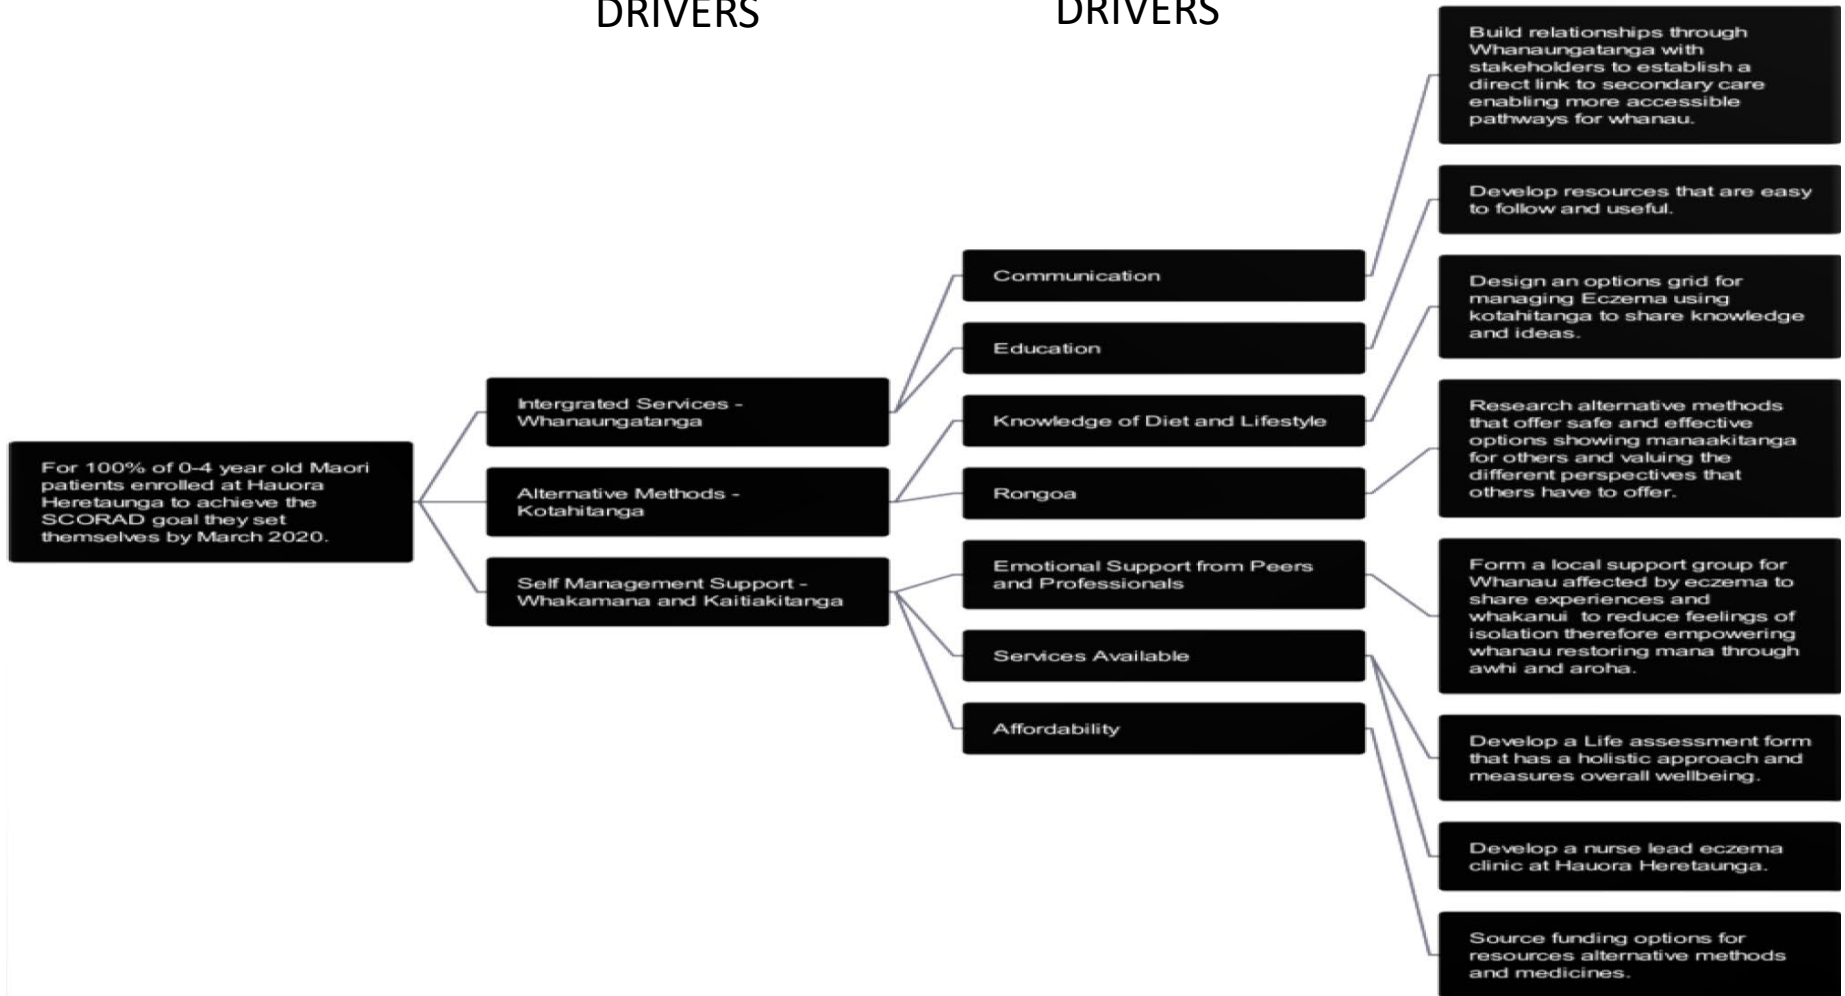 DRIVERS
DRIVERS
For 100% of 0-4 year old Maori
patients enrolled at Hauora
Heretaunga to achieve the
SCORAD goal they set
themselves by March 2020.
Intergrated Services -
Whanaungatanga
Alternative Methods -
Kotahitanga
Self Management Support -
Whakamana and Kaitiakitanga
Communication
Education
Knowledge of Diet and Lifestyle
Rongoa
Emotional Support from Peers
and Professionals
Services Available
Affordability
Build relationships through
Whanaungatanga with
stakeholders to establish a
direct link to secondary care
enabling more accessible
pathways for whanau.
Develop resources that are easy
to follow and useful.
Design an options grid for
managing Eczema using
kotahitanga to share knowledge
and ideas.
Research alternative methods
that offer safe and effective
options showing manaakitanga
for others and valuing the
different perspectives that
others have to offer.
Form a local support group for
Whanau affected by eczema to
share experiences and
whakanui to reduce feelings of
isolation therefore empowering
whanau restoring mana through
awhi and aroha.
Develop a Life assessment form
that has a holistic approach and
measures overall wellbeing.
Develop a nurse lead eczema
clinic at Hauora Heretaunga.
Source funding options for
resources alternative methods
and medicines.